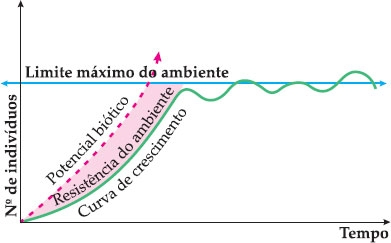 Limite máximo do ambiente
Nº de indivíduos
Potencial biótico
Resistência do ambiente
Curva de crescimento
Tempo